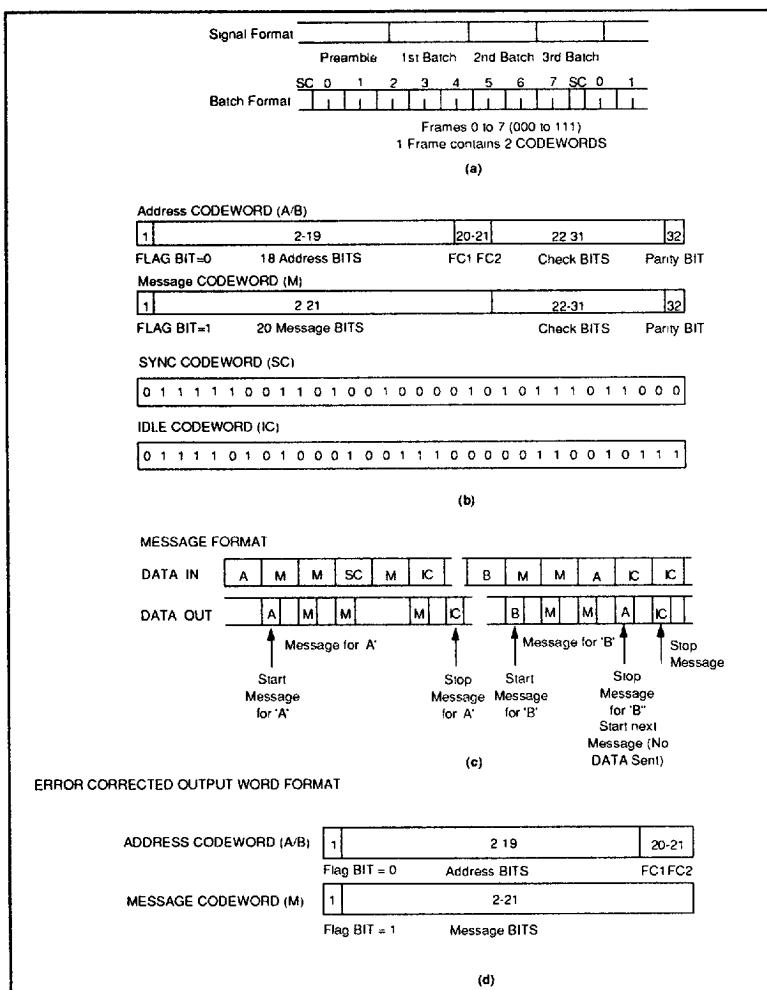 Signal Format
Preamble 1st Batch 2nd Batch 3rd Batch
SC 0 1 2 3 4 5 6 7 SC 0 1
Batch Format
Frames 0 to 7 (000 to 111)
1 Frame contains 2 CODEWORDS
(a)
Address CODEWORD (A/B)
1 2-19 20-21 22 31 32
FLAG BIT=0 18 Address BITS FC1 FC2 Check BITS Parity BIT
Message CODEWORD (M)
1 2 21 22-31 32
FLAG BIT=1 20 Message BITS Check BITS Parity BIT
SYNC CODEWORD (SC)
0 1 1 1 1 1 0 0 1 1 0 1 0 0 1 0 0 0 0 1 0 1 0 1 1 1 0 1 1 0 0 0
IDLE CODEWORD (IC)
0 1 1 1 1 0 1 0 1 0 0 0 1 0 0 1 1 1 0 0 0 0 0 1 1 0 0 1 0 1 1 1
(b)
MESSAGE FORMAT
DATA IN A M M SC M IC B M M A IC IC
DATA OUT A M M M IC B M M A IC
Message for A' Message for 'B' Stop
Message
Start Stop Start Stop
Message Message Message Message
for 'A' for A' for 'B' for 'B"
Start next
Message (No
DATA Sent)
(c)
ERROR CORRECTED OUTPUT WORD FORMAT
ADDRESS CODEWORD (A/B) 1 2 19 20-21
Flag BIT = 0 Address BITS FC1FC2
MESSAGE CODEWORD (M) 1 2-21
Flag BIT = 1 Message BITS
(d)